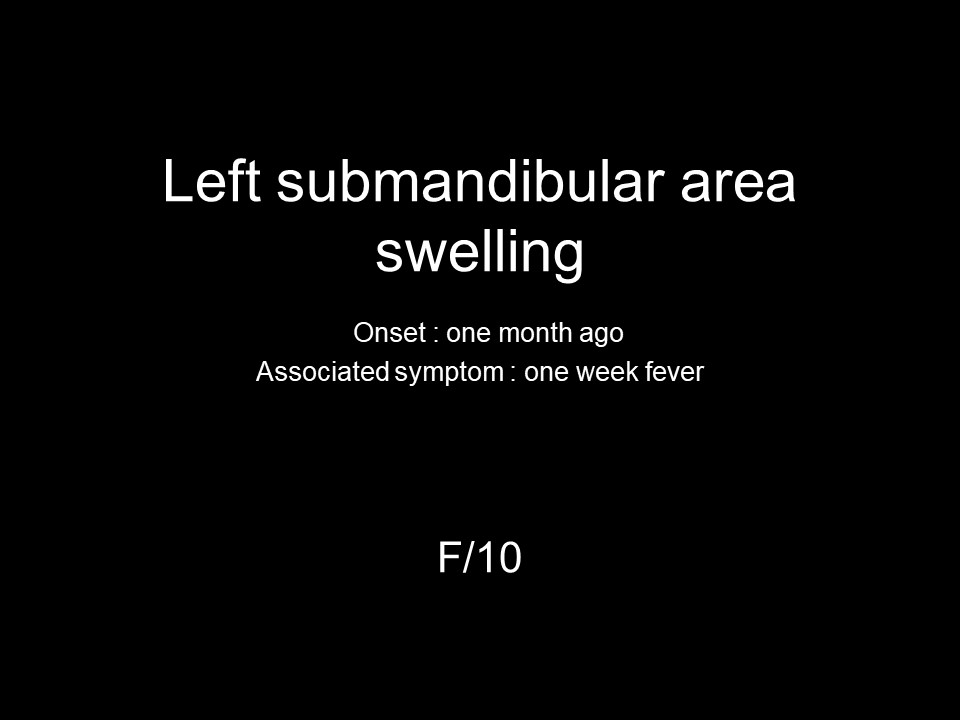 Left submandibular area
swelling
Onset : one month ago
Associated symptom : one week fever
F/10